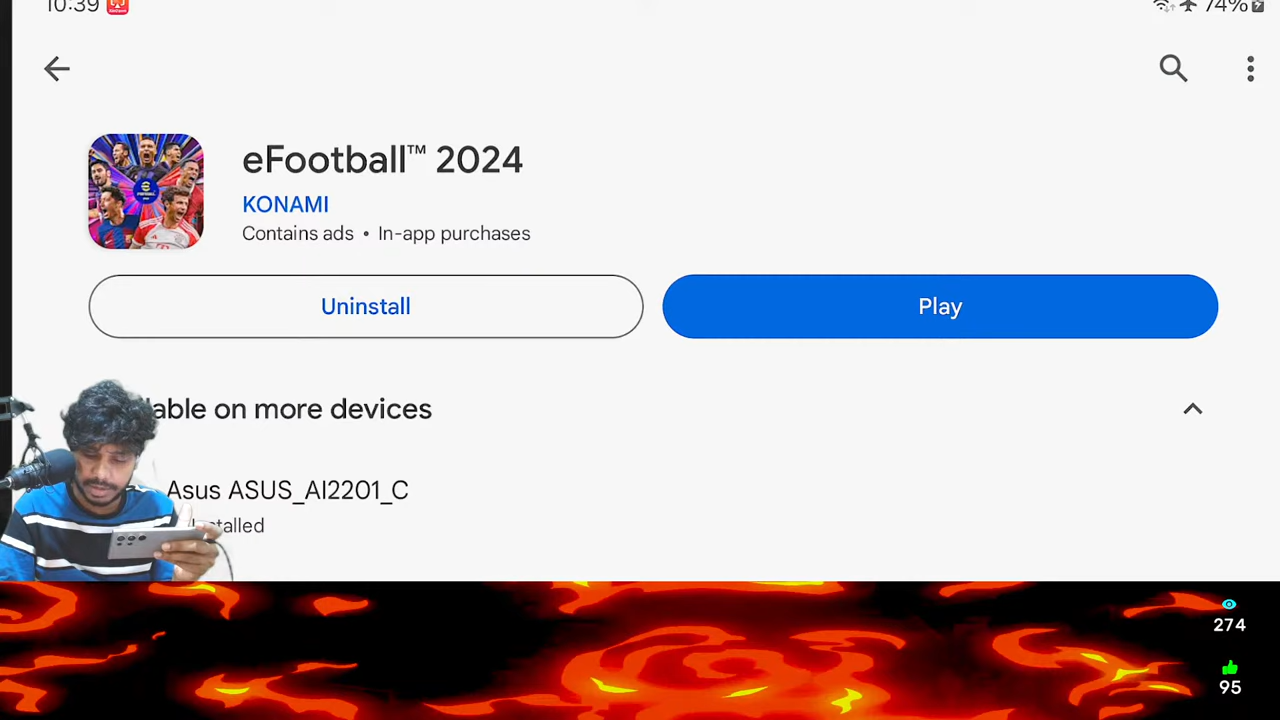 10:39
74%
eFootball™ 2024
KONAMI
Contains ads • In-app purchases
Uninstall
Play
lable on more devices
Asus ASUS_AI2201_C
Installed
274
95